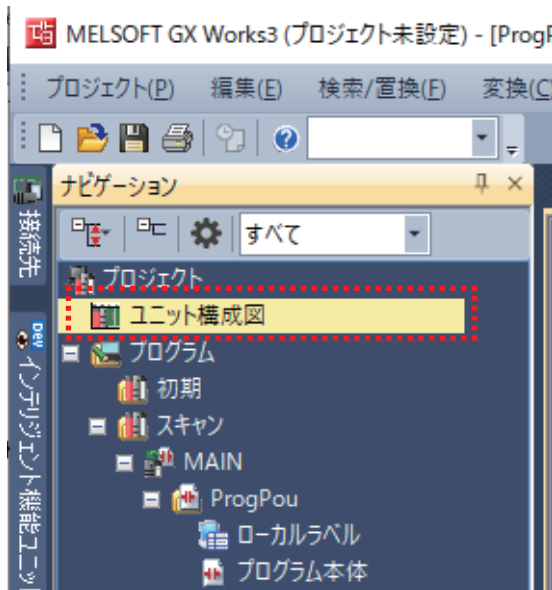 MELSOFT GX Works3 (プロジェクト未設定) - [Prog
プロジェクト(P) 編集(E) 検索/置換(F) 変換(C)
ナビゲーション
すべて
接続先
プロジェクト
ユニット構成図
プログラム
初期
スキャン
MAIN
ProgPou
ローカルラベル
プログラム本体
Dev
インテリジェント機能ユニッ